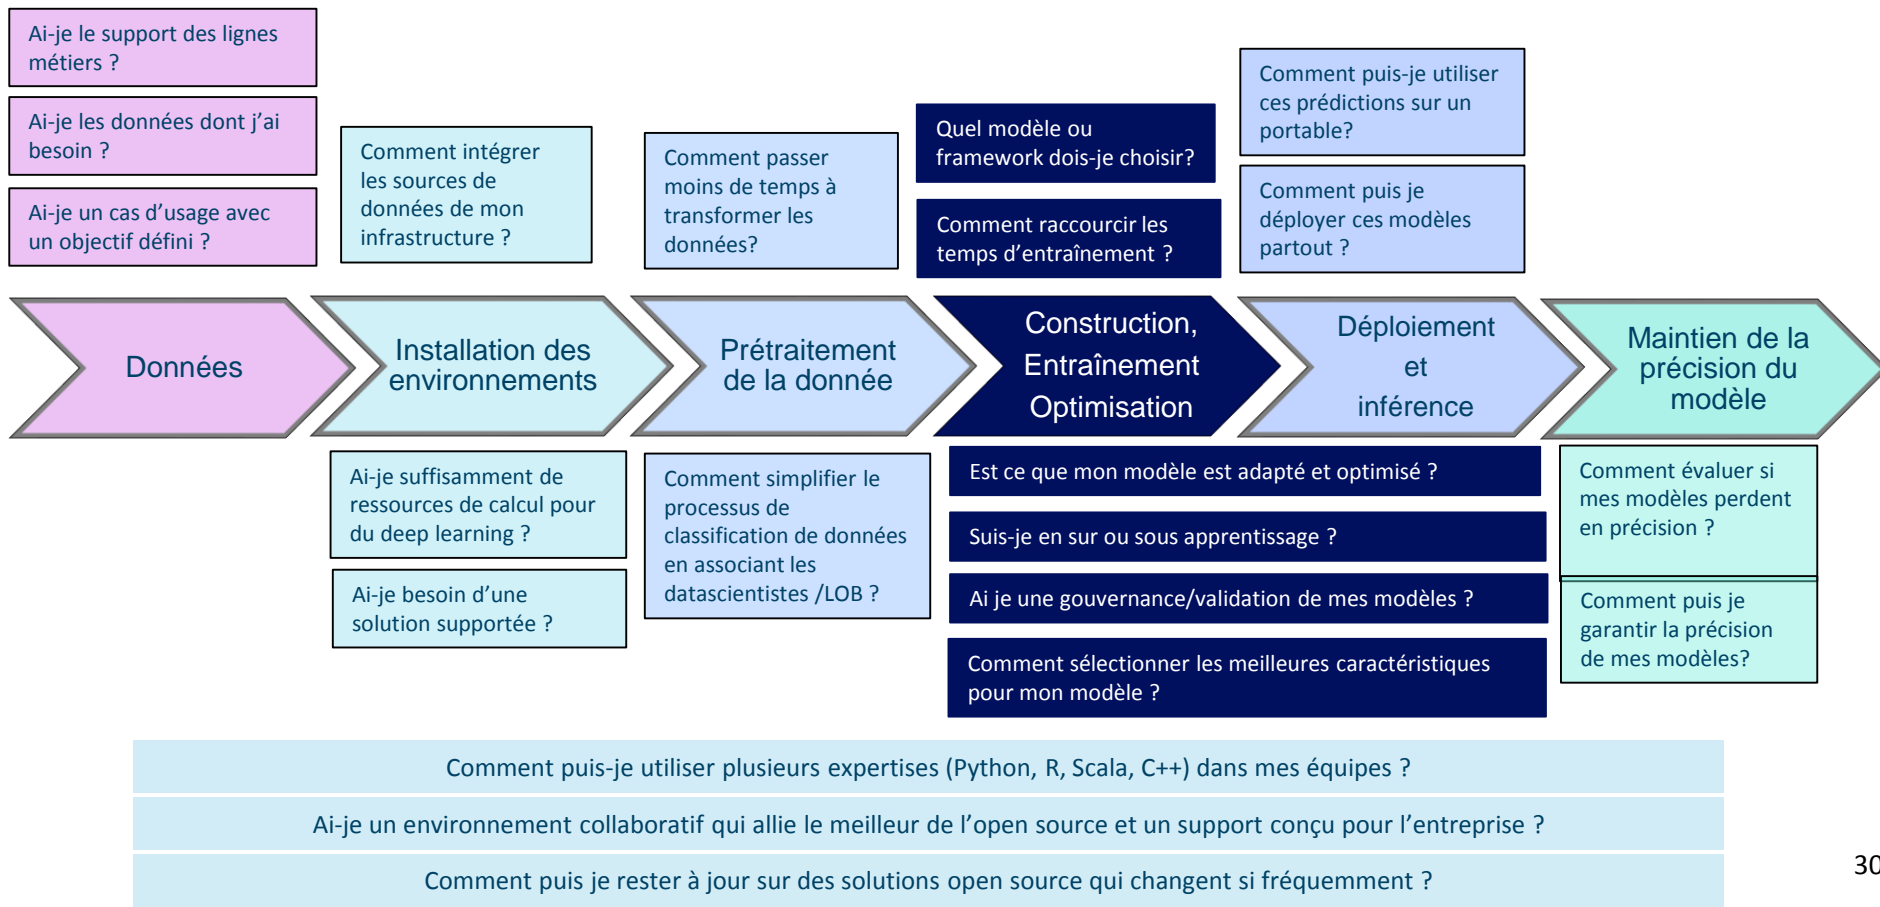 Ai-je le support des lignes
métiers ?
Ai-je les données dont j’ai
besoin ?
Ai-je un cas d’usage avec
un objectif défini ?
Comment intégrer
les sources de
données de mon
infrastructure ?
Comment passer
moins de temps à
transformer les
données?
Quel modèle ou
framework dois-je choisir?
Comment raccourcir les
temps d’entraînement ?
Comment puis-je utiliser
ces prédictions sur un
portable?
Comment puis je
déployer ces modèles
partout ?
Données
Installation des
environnements
Prétraitement
de la donnée
Construction,
Entraînement
Optimisation
Déploiement
et
inférence
Maintien de la
précision du
modèle
Ai-je suffisamment de
ressources de calcul pour
du deep learning ?
Ai-je besoin d’une
solution supportée ?
Comment simplifier le
processus de
classification de données
en associant les
datascientistes /LOB ?
Est ce que mon modèle est adapté et optimisé ?
Suis-je en sur ou sous apprentissage ?
Ai je une gouvernance/validation de mes modèles ?
Comment sélectionner les meilleures caractéristiques
pour mon modèle ?
Comment évaluer si
mes modèles perdent
en précision ?
Comment puis je
garantir la précision
de mes modèles?
Comment puis-je utiliser plusieurs expertises (Python, R, Scala, C++) dans mes équipes ?
Ai-je un environnement collaboratif qui allie le meilleur de l’open source et un support conçu pour l’entreprise ?
Comment puis je rester à jour sur des solutions open source qui changent si fréquemment ?
30